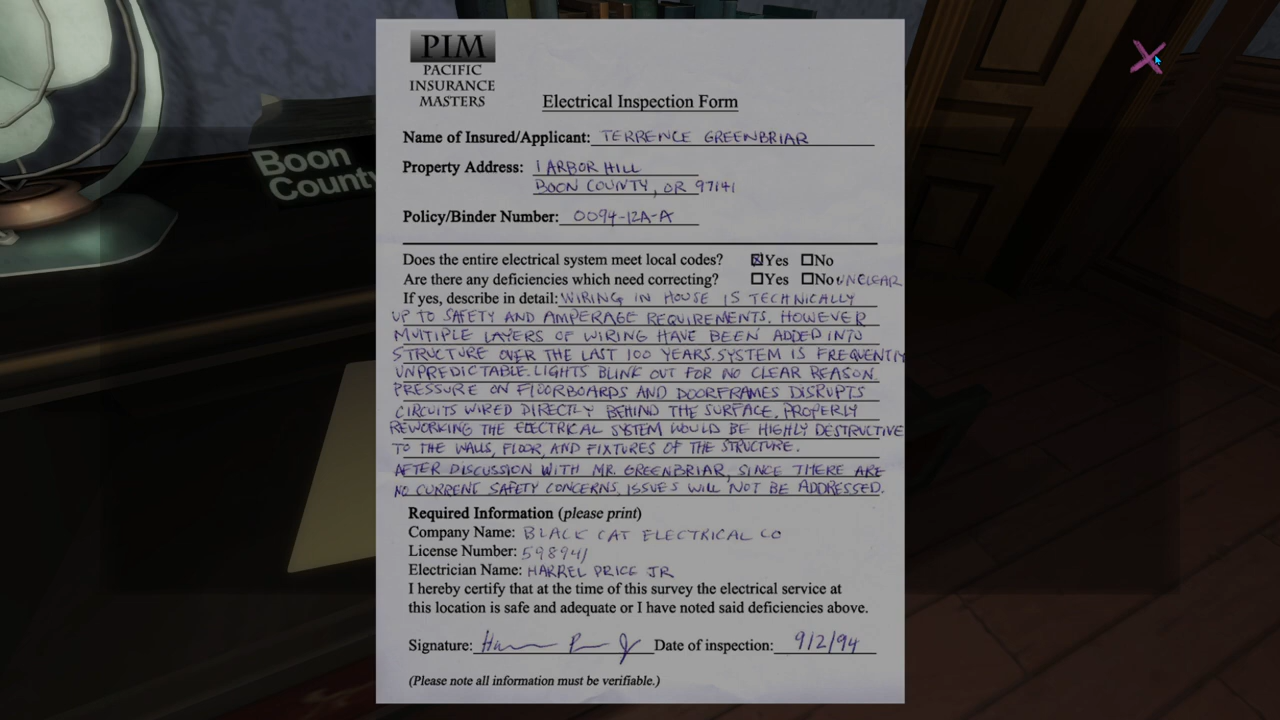 PIM
PACIFIC
INSURANCE
MASTERS
Electrical Inspection Form
Name of Insured/Applicant: TERRENCE GREENBRIAR
Property Address: 1 ARBOR HILL
BOON COUNTY, OR 97141
Policy/Binder Number: 0094-12A-A
Does the entire electrical system meet local codes? ☒Yes ☐No
Are there any deficiencies which need correcting? ☐Yes ☐No UNCLEAR
If yes, describe in detail: WIRING IN HOUSE IS TECHNICALLY
UP TO SAFETY AND AMPERAGE REQUIREMENTS. HOWEVER
MULTIPLE LAYERS OF WIRING HAVE BEEN ADDED INTO
STRUCTURE OVER THE LAST 100 YEARS. SYSTEM IS FREQUENTLY
UNPREDICTABLE. LIGHTS BLINK OUT FOR NO CLEAR REASON.
PRESSURE ON FLOORBOARDS AND DOORFRAMES DISRUPTS
CIRCUITS WIRED DIRECTLY BEHIND THE SURFACE. PROPERLY
REWORKING THE ELECTRICAL SYSTEM WOULD BE HIGHLY DESTRUCTIVE
TO THE WALLS, FLOOR, AND FIXTURES OF THE STRUCTURE.
AFTER DISCUSSION WITH MR. GREENBRIAR, SINCE THERE ARE
NO CURRENT SAFETY CONCERNS, ISSUES WILL NOT BE ADDRESSED.
Required Information (please print)
Company Name: BLACK CAT ELECTRICAL CO
License Number: 598941
Electrician Name: HARREL PRICE JR
I hereby certify that at the time of this survey the electrical service at
this location is safe and adequate or I have noted said deficiencies above.
Signature: Date of inspection: 9/2/94
(Please note all information must be verifiable.)
Boon
County